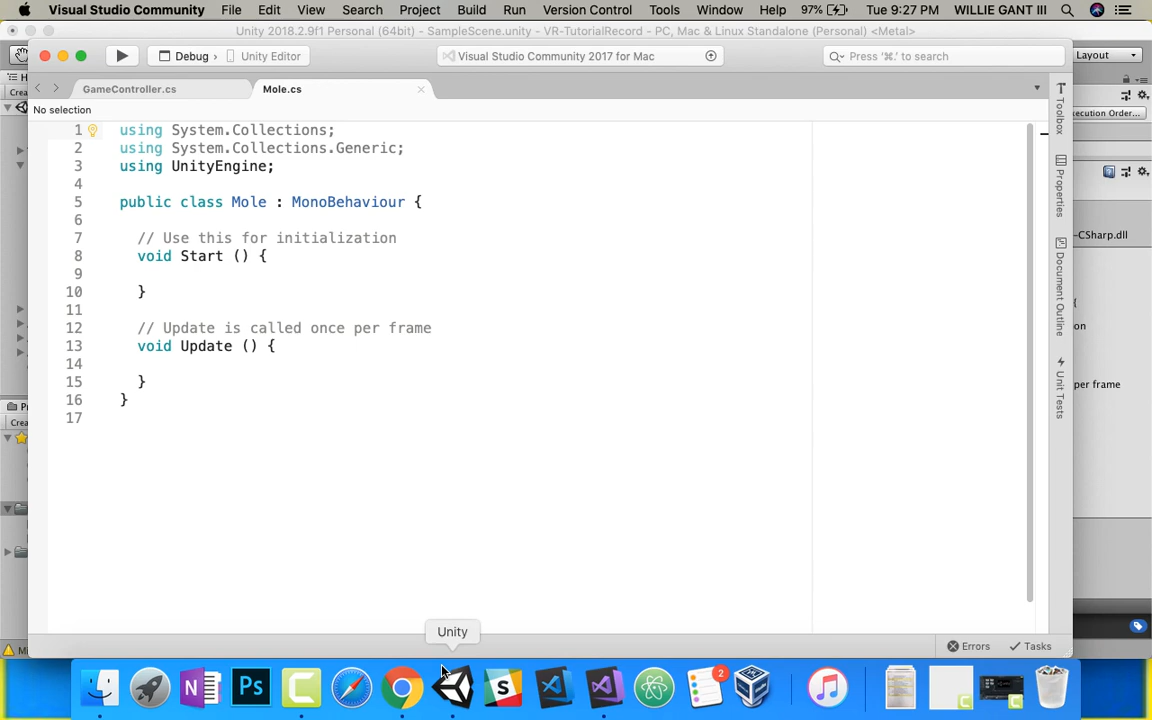 Visual Studio Community File Edit View Search Project Build Run Version Control Tools Window Help 97% Tue 9:27 PM WILLIE GANT III
Unity 2018.2.9f1 Personal (64bit) - SampleScene.unity - VR-TutorialRecord - PC, Mac & Linux Standalone (Personal) <Metal>
Debug › Unity Editor Visual Studio Community 2017 for Mac Press '⌘.' to search Layout
GameController.cs Mole.cs
No selection
ecution Order...
1 using System.Collections;
2 using System.Collections.Generic;
3 using UnityEngine;
4
5 public class Mole : MonoBehaviour {
6
7 // Use this for initialization
8 void Start () {
9
10 }
11
12 // Update is called once per frame
13 void Update () {
14
15 }
16 }
17
Toolbox
Properties
Document Outline
Unit Tests
-CSharp.dll
on
per frame
Crea
Crea
Errors Tasks
Unity
2